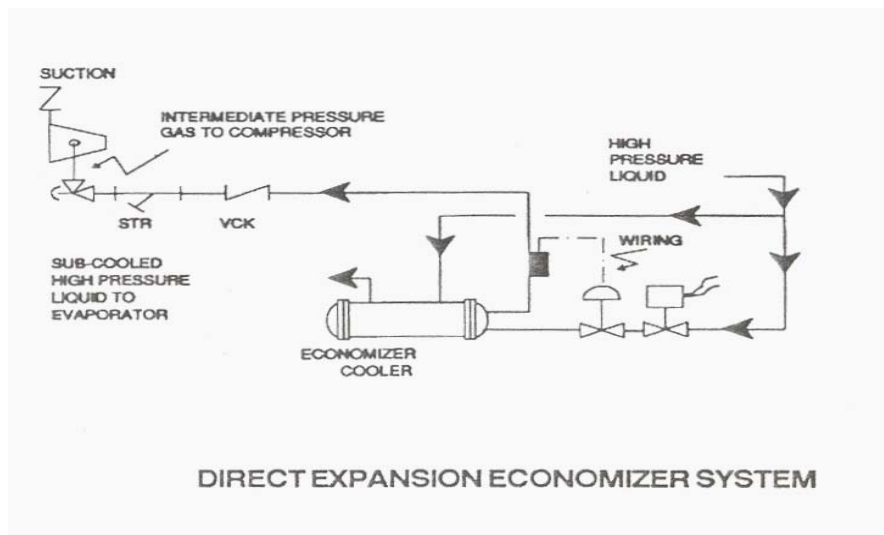 SUCTION
INTERMEDIATE PRESSURE
GAS TO COMPRESSOR
HIGH
PRESSURE
LIQUID
STR
VCK
WIRING
SUB-COOLED
HIGH PRESSURE
LIQUID TO
EVAPORATOR
ECONOMIZER
COOLER
DIRECT EXPANSION ECONOMIZER SYSTEM